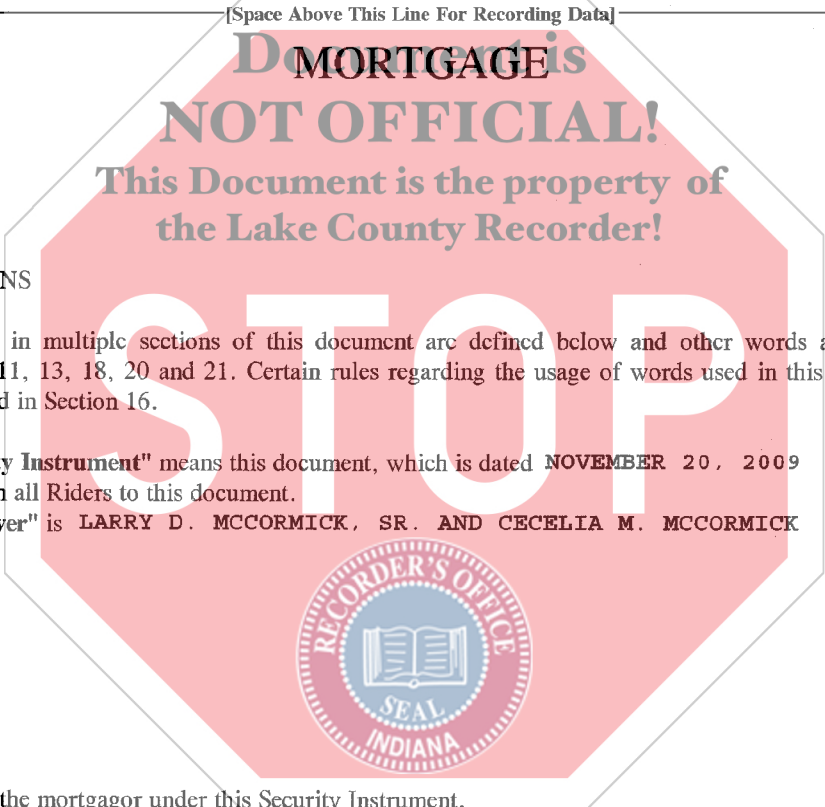 [Space Above This Line For Recording Data]
Document is
MORTGAGE
NOT OFFICIAL!
This Document is the property of
the Lake County Recorder!
NS
in multiple sections of this document are defined below and other words a
11, 13, 18, 20 and 21. Certain rules regarding the usage of words used in this
d in Section 16.
STOP
y Instrument" means this document, which is dated NOVEMBER 20, 2009
all Riders to this document.
er" is LARRY D. MCCORMICK, SR. AND CECELIA M. MCCORMICK
RECORDER'S OFFICE
SEAL
INDIANA
the mortgagor under this Security Instrument.